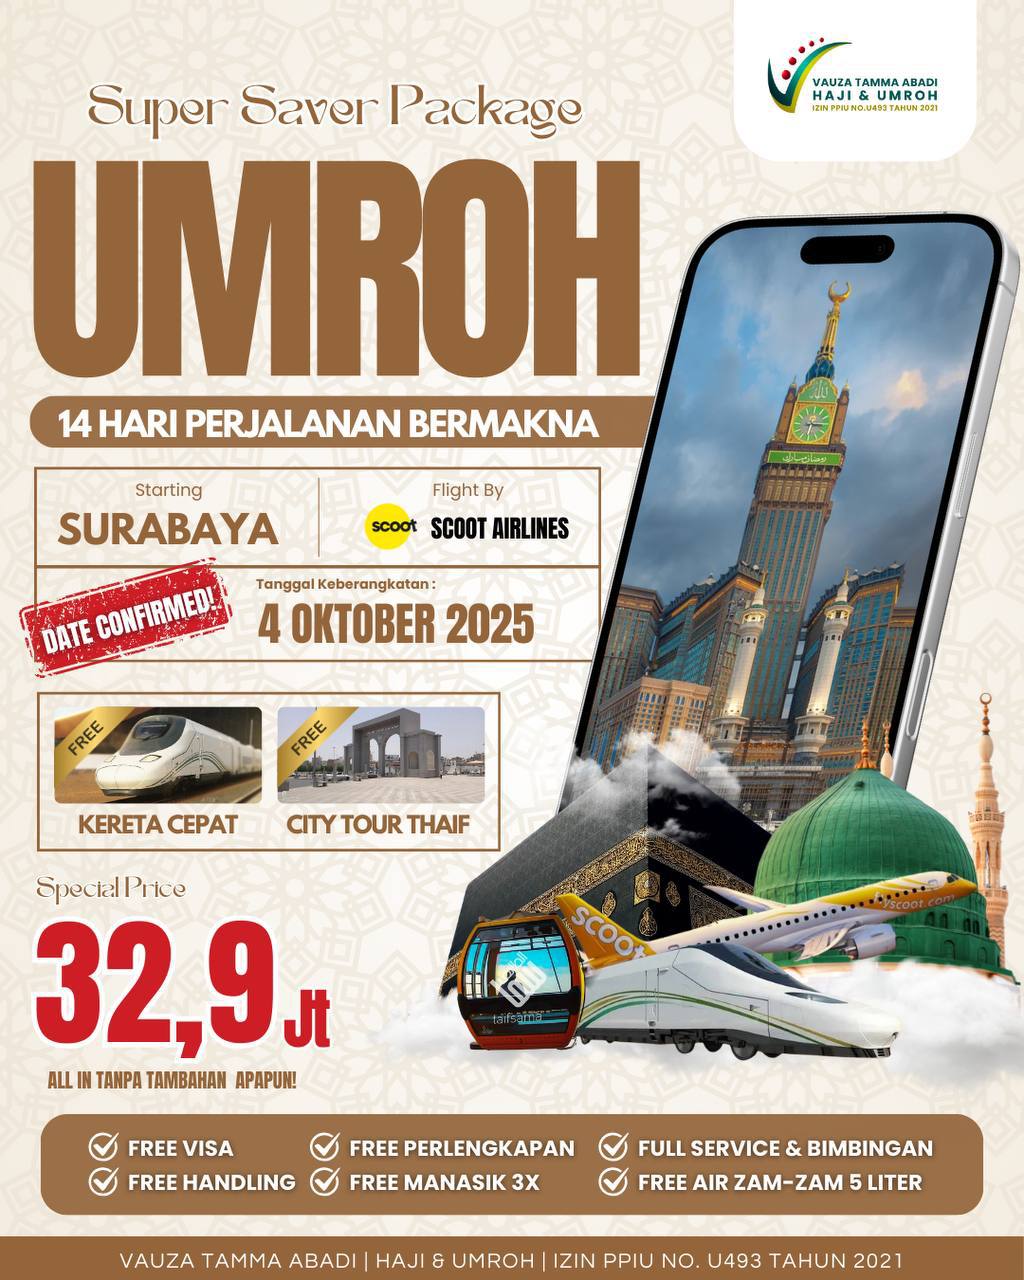 VAUZA TAMMA ABADI
HAJI & UMROH
IZIN PPIU NO.U493 TAHUN 2021
Super Saver Package
UMROH
14 HARI PERJALANAN BERMAKNA
Starting
SURABAYA
Flight By
scoot SCOOT AIRLINES
DATE CONFIRMED!
Tanggal Keberangkatan :
4 OKTOBER 2025
FREE
KERETA CEPAT
FREE
CITY TOUR THAIF
Special Price
32,9 Jt
ALL IN TANPA TAMBAHAN APAPUN!
scoot
flyscoot.com
taifsama
FREE VISA
FREE PERLENGKAPAN
FULL SERVICE & BIMBINGAN
FREE HANDLING
FREE MANASIK 3X
FREE AIR ZAM-ZAM 5 LITER
VAUZA TAMMA ABADI | HAJI & UMROH | IZIN PPIU NO. U493 TAHUN 2021